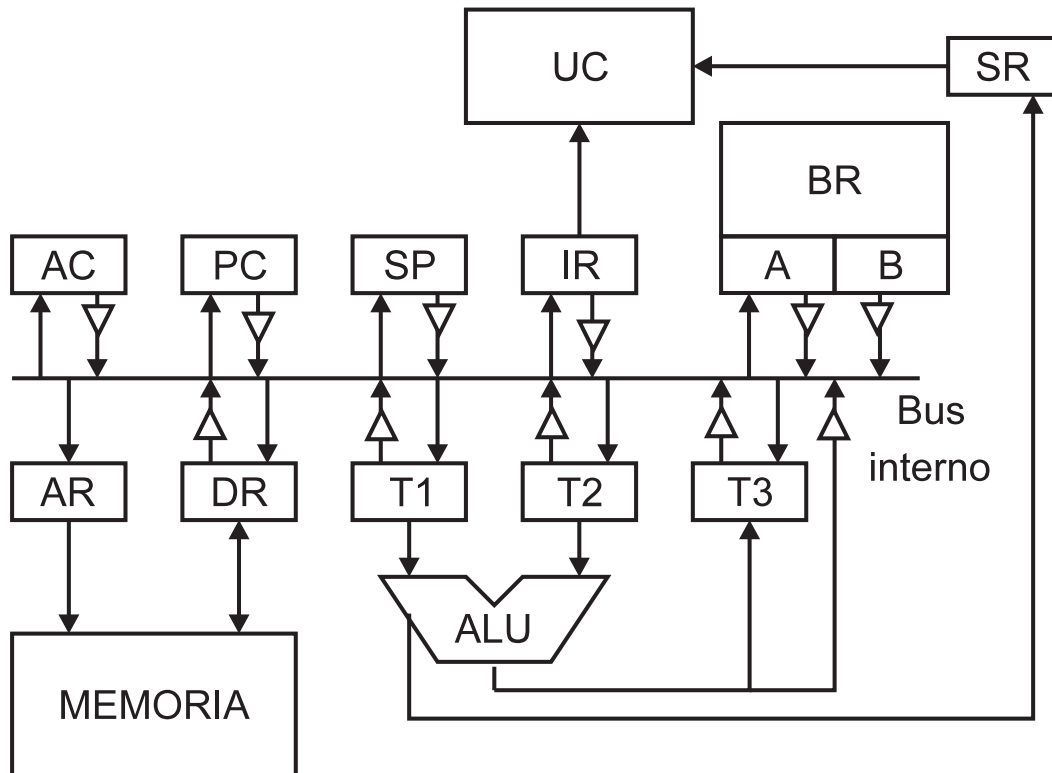 UC
SR
BR
AC
PC
SP
IR
A
B
Bus
interno
AR
DR
T1
T2
T3
ALU
MEMORIA